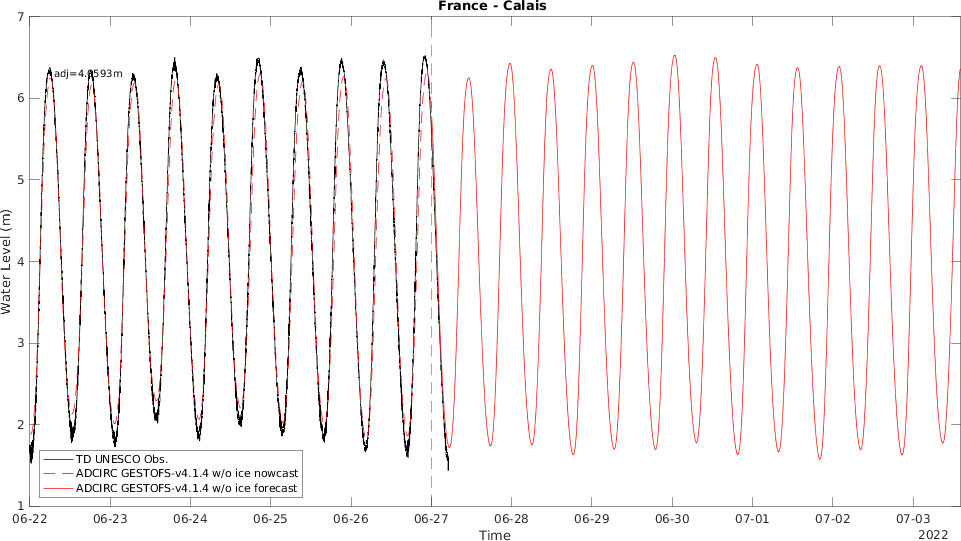 France - Calais
7
adj=4.0593m
6
5
4
3
2
1
Water Level (m)
TD UNESCO Obs.
ADCIRC GESTOFS-v4.1.4 w/o ice nowcast
ADCIRC GESTOFS-v4.1.4 w/o ice forecast
06-22 06-23 06-24 06-25 06-26 06-27 06-28 06-29 06-30 07-01 07-02 07-03
Time
2022